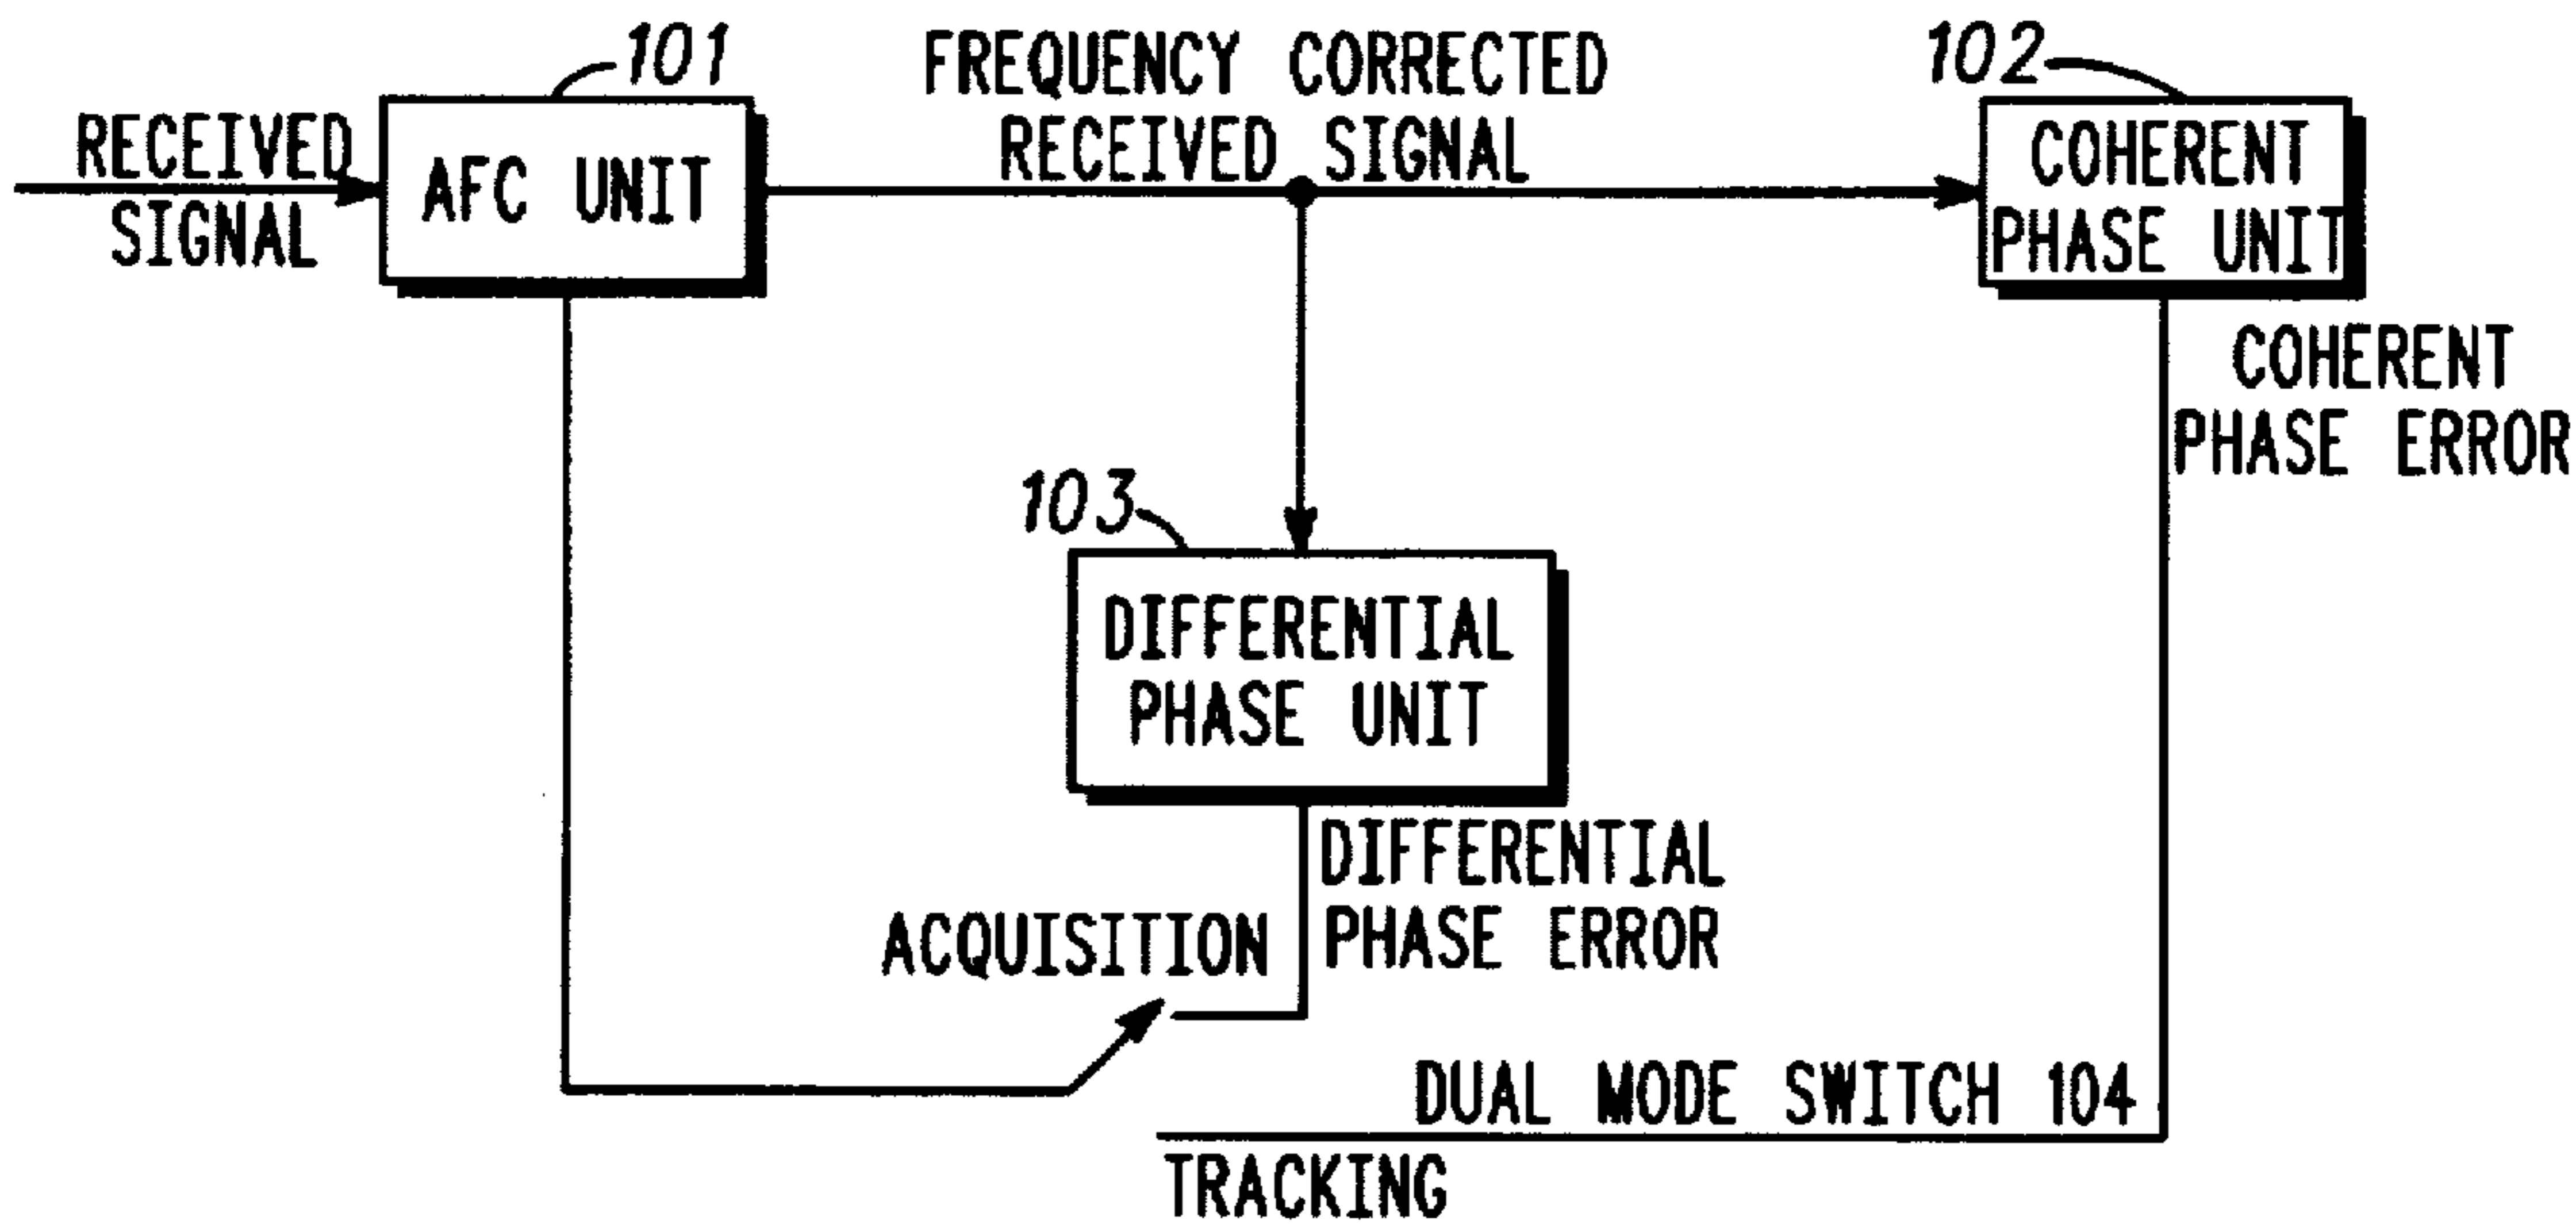 101
FREQUENCY CORRECTED
RECEIVED SIGNAL
102
RECEIVED
SIGNAL
AFC UNIT
COHERENT
PHASE UNIT
COHERENT
PHASE ERROR
103
DIFFERENTIAL
PHASE UNIT
DIFFERENTIAL
PHASE ERROR
ACQUISITION
DUAL MODE SWITCH 104
TRACKING